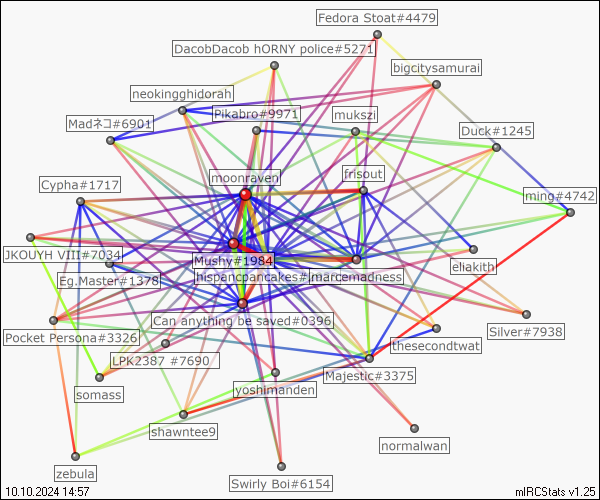 Fedora Stoat#4479
DacobDacob hORNY police#5271
bigcitysamurai
neokingghidorah
Pikabro#9971
mukszi
Madネコ#6901
Duck#1245
moonraven
frisout
Cypha#1717
ming#4742
JKOUYH VIII#7034
Mushy#1984
eliakith
Eg.Master#1378
hispanicpancakes#
marcemadness
Can anything be saved#0396
Silver#7938
Pocket Persona#3326
thesecondtwat
LPK2387 #7690
Majestic#3375
somass
yoshimanden
shawntee9
normalwan
zebula
Swirly Boi#6154
10.10.2024 14:57
mIRCStats v1.25